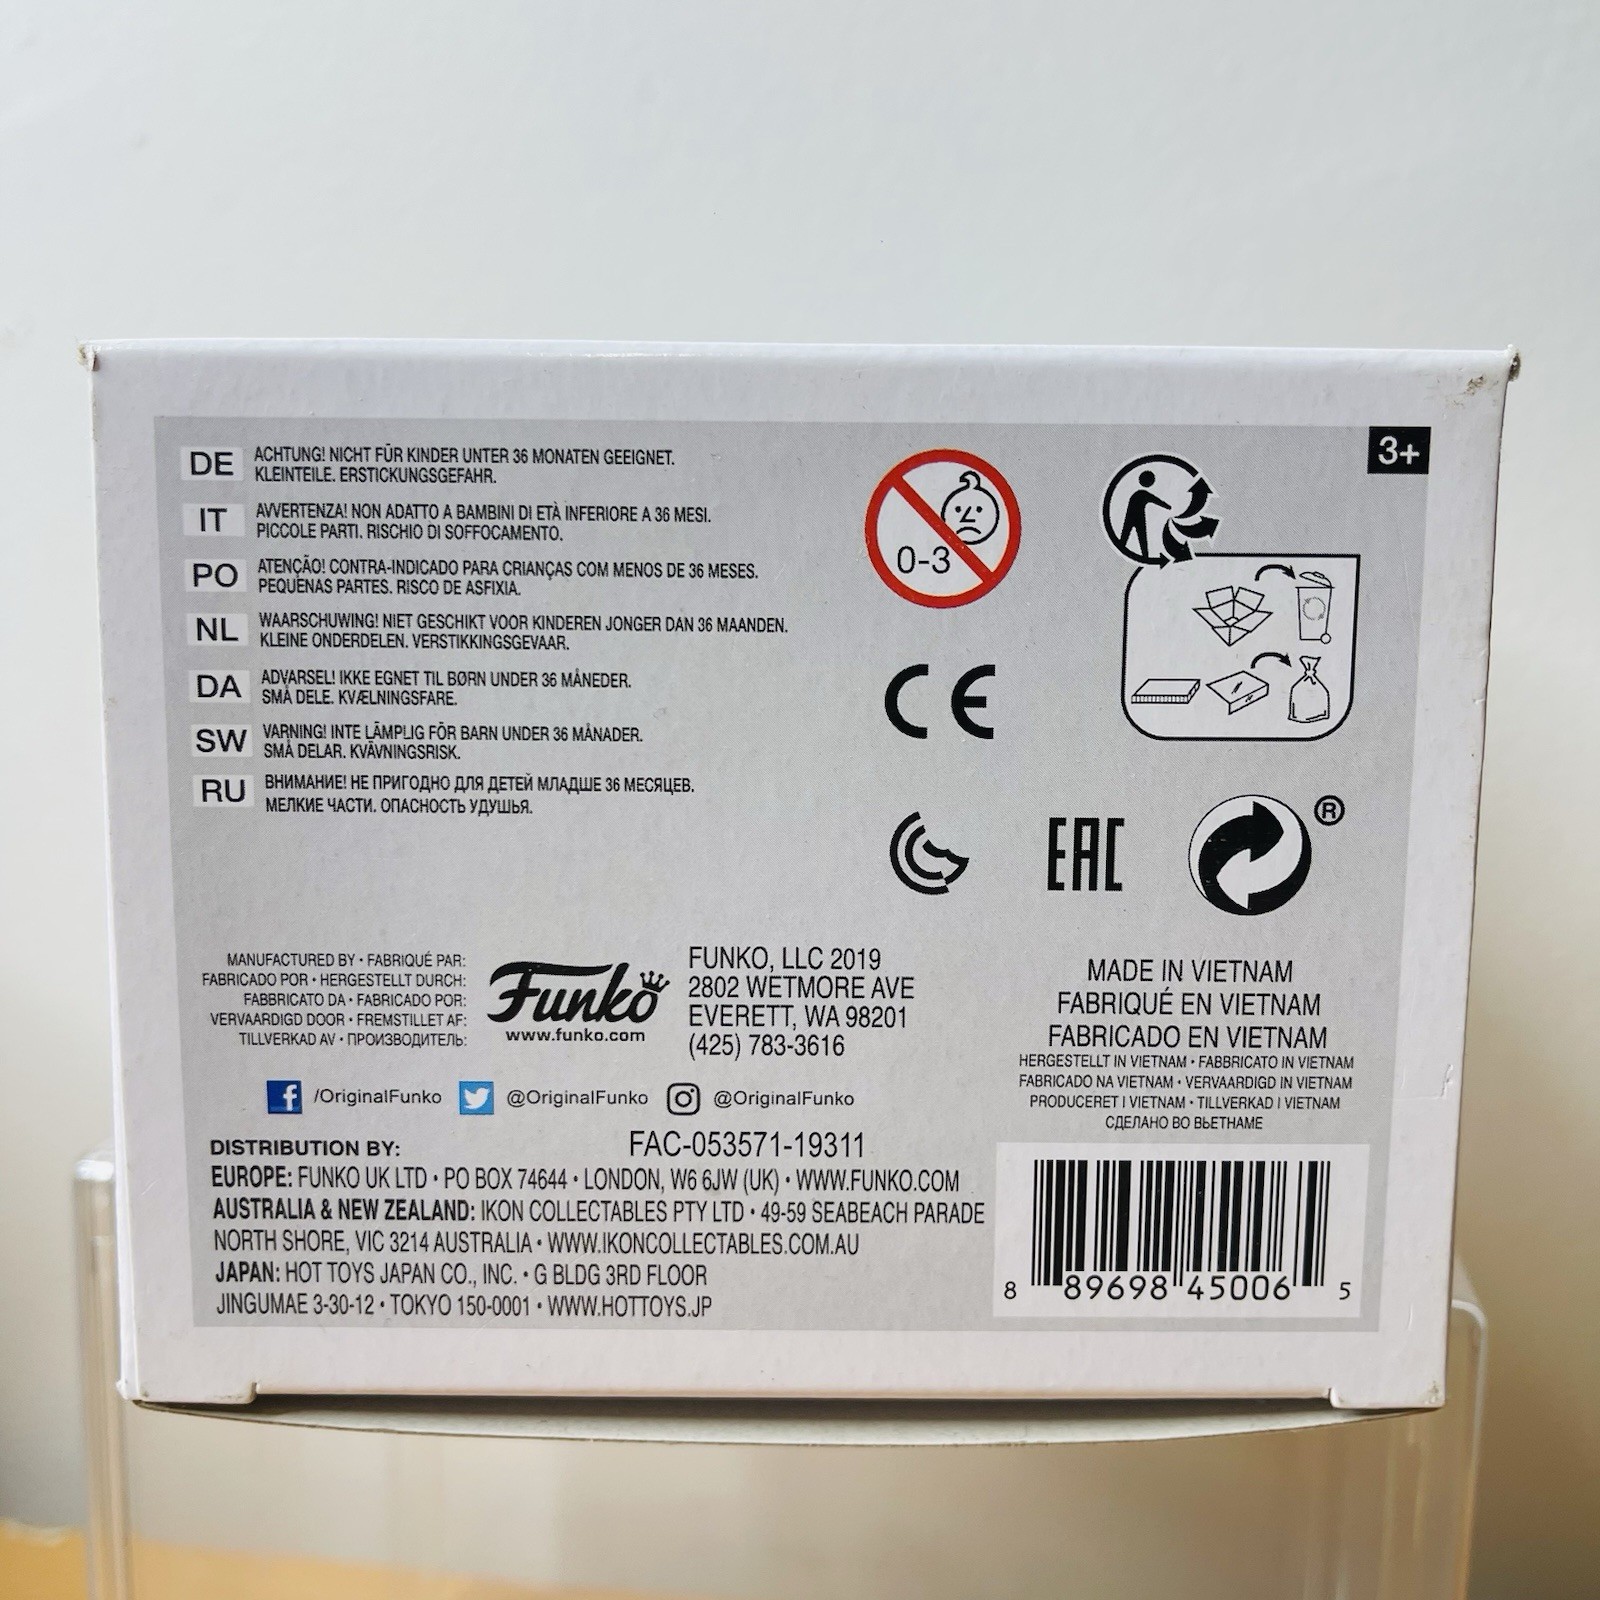 3+
DE ACHTUNG! NICHT FÜR KINDER UNTER 36 MONATEN GEEIGNET.
KLEINTEILE. ERSTICKUNGSGEFAHR.
IT AVVERTENZA! NON ADATTO A BAMBINI DI ETÀ INFERIORE A 36 MESI.
PICCOLE PARTI. RISCHIO DI SOFFOCAMENTO.
PO ATENÇÃO! CONTRA-INDICADO PARA CRIANÇAS COM MENOS DE 36 MESES.
PEQUENAS PARTES. RISCO DE ASFIXIA.
NL WAARSCHUWING! NIET GESCHIKT VOOR KINDEREN JONGER DAN 36 MAANDEN.
KLEINE ONDERDELEN. VERSTIKKINGSGEVAAR.
DA ADVARSEL! IKKE EGNET TIL BØRN UNDER 36 MÅNEDER.
SMÅ DELE. KVÆLNINGSFARE.
SW VARNING! INTE LÄMPLIG FÖR BARN UNDER 36 MÅNADER.
SMÅ DELAR. KVÄVNINGSRISK.
RU ВНИМАНИЕ! НЕ ПРИГОДНО ДЛЯ ДЕТЕЙ МЛАДШЕ 36 МЕСЯЦЕВ.
МЕЛКИЕ ЧАСТИ. ОПАСНОСТЬ УДУШЬЯ.
0-3
CE
EAC
®
MANUFACTURED BY • FABRIQUÉ PAR:
FABRICADO POR • HERGESTELLT DURCH:
FABBRICATO DA • FABRICADO POR:
VERVAARDIGD DOOR • FREMSTILLET AF:
TILLVERKAD AV • ПРОИЗВОДИТЕЛЬ:
Funko
www.funko.com
FUNKO, LLC 2019
2802 WETMORE AVE
EVERETT, WA 98201
(425) 783-3616
MADE IN VIETNAM
FABRIQUÉ EN VIETNAM
FABRICADO EN VIETNAM
HERGESTELLT IN VIETNAM • FABBRICATO IN VIETNAM
FABRICADO NA VIETNAM • VERVAARDIGD IN VIETNAM
PRODUCERET I VIETNAM • TILLVERKAD I VIETNAM
СДЕЛАНО ВО ВЬЕТНАМЕ
f /OriginalFunko @OriginalFunko @OriginalFunko
DISTRIBUTION BY: FAC-053571-19311
EUROPE: FUNKO UK LTD • PO BOX 74644 • LONDON, W6 6JW (UK) • WWW.FUNKO.COM
AUSTRALIA & NEW ZEALAND: IKON COLLECTABLES PTY LTD • 49-59 SEABEACH PARADE
NORTH SHORE, VIC 3214 AUSTRALIA • WWW.IKONCOLLECTABLES.COM.AU
JAPAN: HOT TOYS JAPAN CO., INC. • G BLDG 3RD FLOOR
JINGUMAE 3-30-12 • TOKYO 150-0001 • WWW.HOTTOYS.JP
8 89698 45006 5